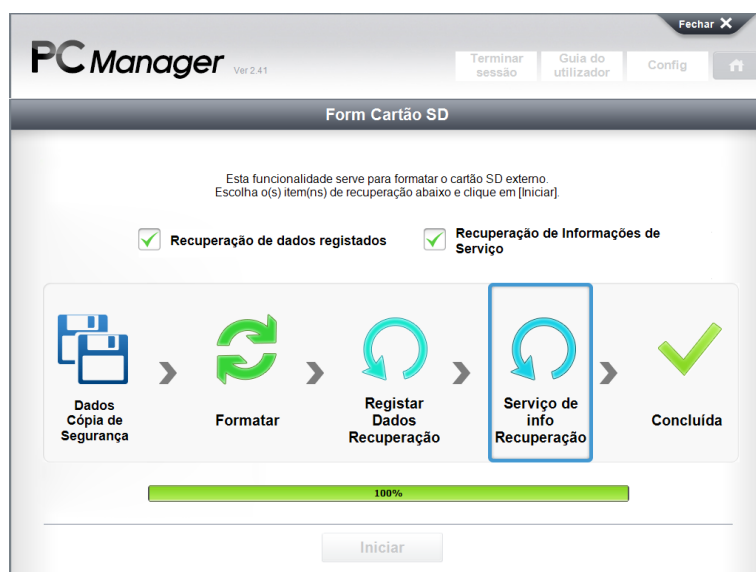 Fechar X
PC Manager Ver 2.41
Terminar sessão
Guia do utilizador
Config
Form Cartão SD
Esta funcionalidade serve para formatar o cartão SD externo.
Escolha o(s) item(ns) de recuperação abaixo e clique em [Iniciar].
Recuperação de dados registados
Recuperação de Informações de
Serviço
Dados
Cópia de
Segurança
Formatar
Registar
Dados
Recuperação
Serviço de
info
Recuperação
Concluída
100%
Iniciar